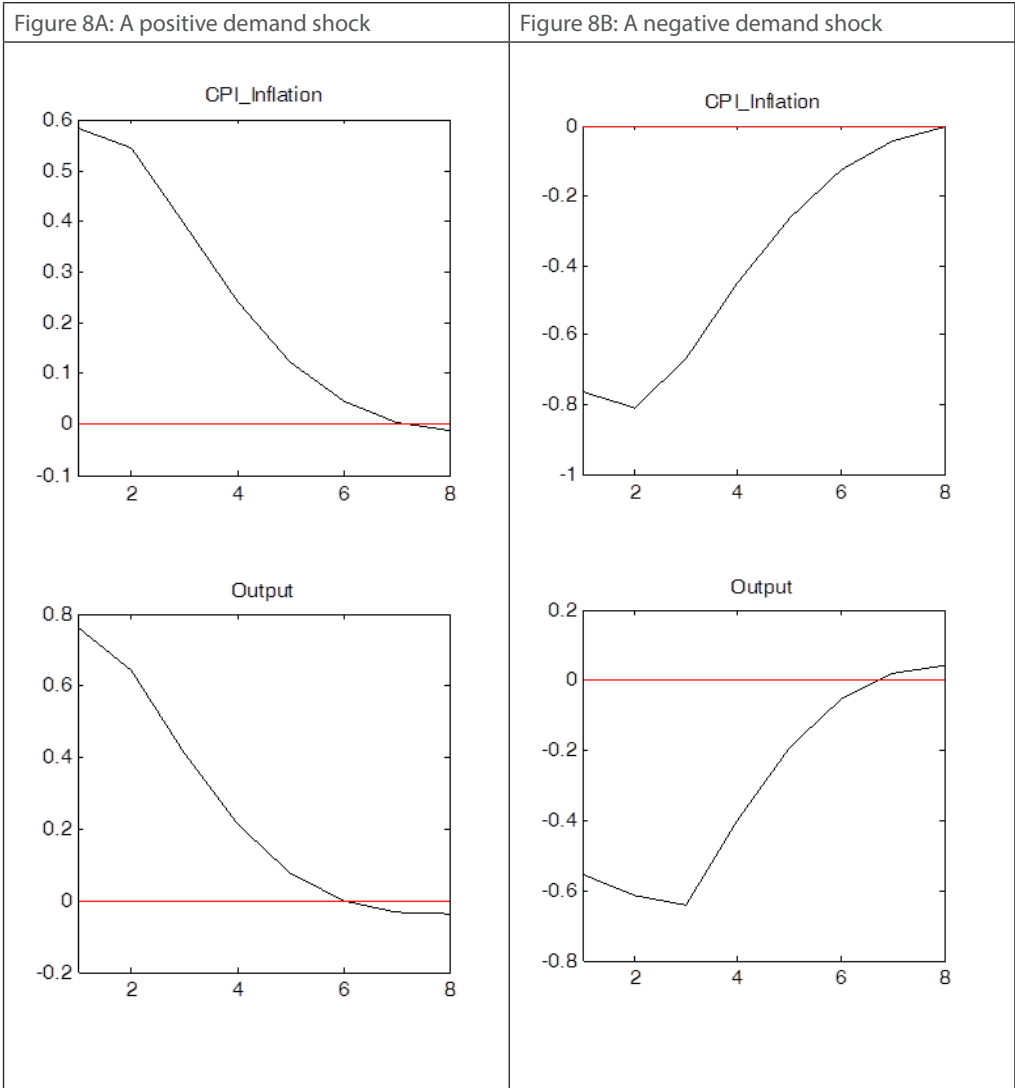 Figure 8A: A positive demand shock
Figure 8B: A negative demand shock
CPI_Inflation
0.6
0.5
0.4
0.3
0.2
0.1
0
-0.1
2 4 6 8
CPI_Inflation
0
-0.2
-0.4
-0.6
-0.8
-1
2 4 6 8
Output
0.8
0.6
0.4
0.2
0
-0.2
2 4 6 8
Output
0.2
0
-0.2
-0.4
-0.6
-0.8
2 4 6 8